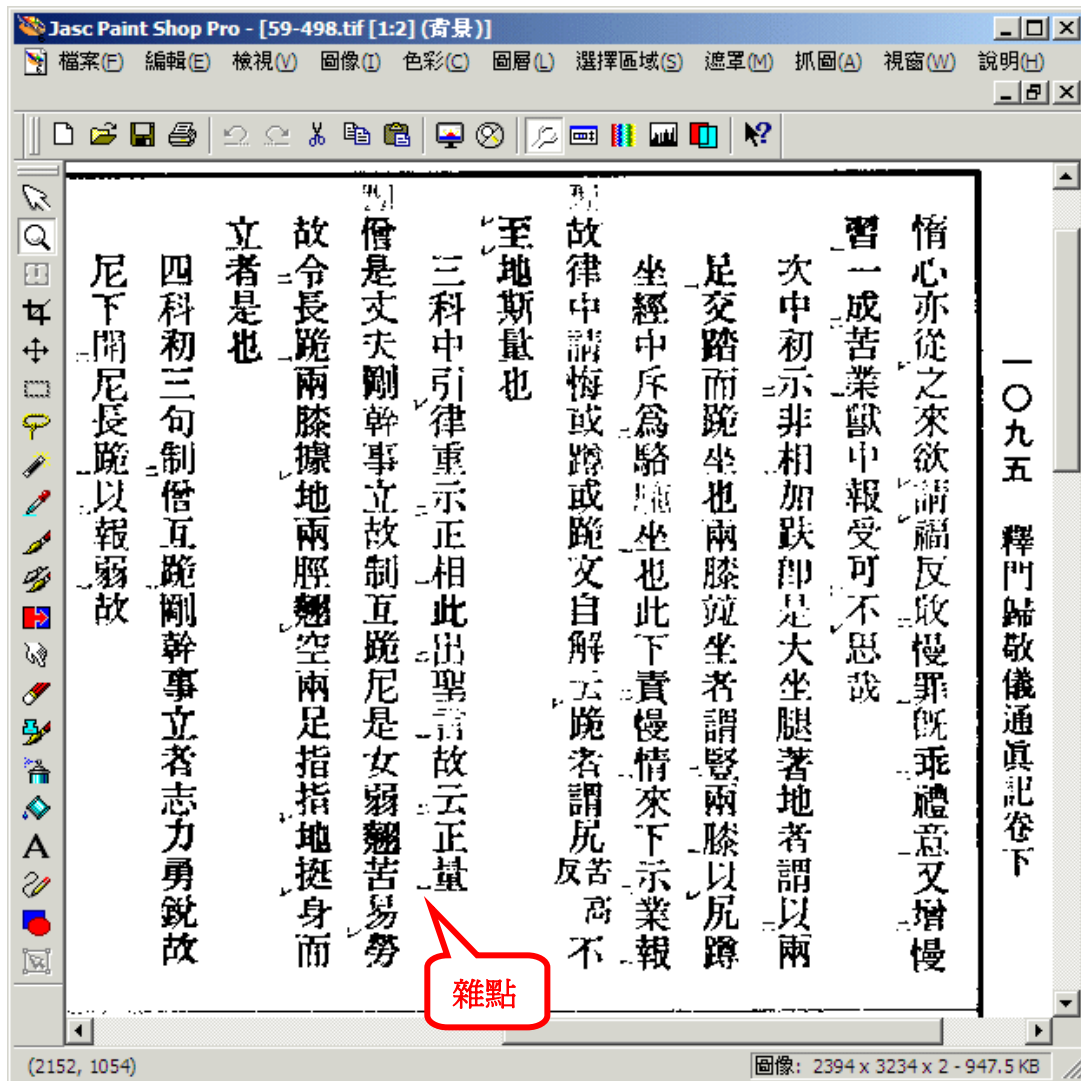 Jasc Paint Shop Pro - [59-498.tif [1:2] (背景)]
檔案(F) 編輯(E) 檢視(V) 圖像(I) 色彩(C) 圖層(L) 選擇區域(S) 遮罩(M) 抓圖(A) 視窗(W) 說明(H)
一〇九五 釋門歸敬儀通眞記卷下
惰心亦從之來欲請福反致慢罪旣乖禮意又增慢
習一成苦業獸中報受可不思哉
次中初示非相加趺卽是大坐腿著地者謂以兩
足交踏而跪坐也兩膝竝坐者謂豎兩膝以尻蹲
坐經中斥爲駱駞坐也此下責慢情來下示業報
故律中請悔或蹲或跪文自解云跪者謂尻苦高反不
至地斯量也
三科中引律重示正相此出聖言故云正量
僧是丈夫剛幹事立故制互跪尼是女弱翹苦易勞
故令長跪兩膝據地兩脛翹空兩足指指地挺身而
立者是也
四科初三句制僧互跪剛幹事立者志力勇銳故
尼下開尼長跪以報弱故
雜點
(2152, 1054)
圖像: 2394 x 3234 x 2 - 947.5 KB